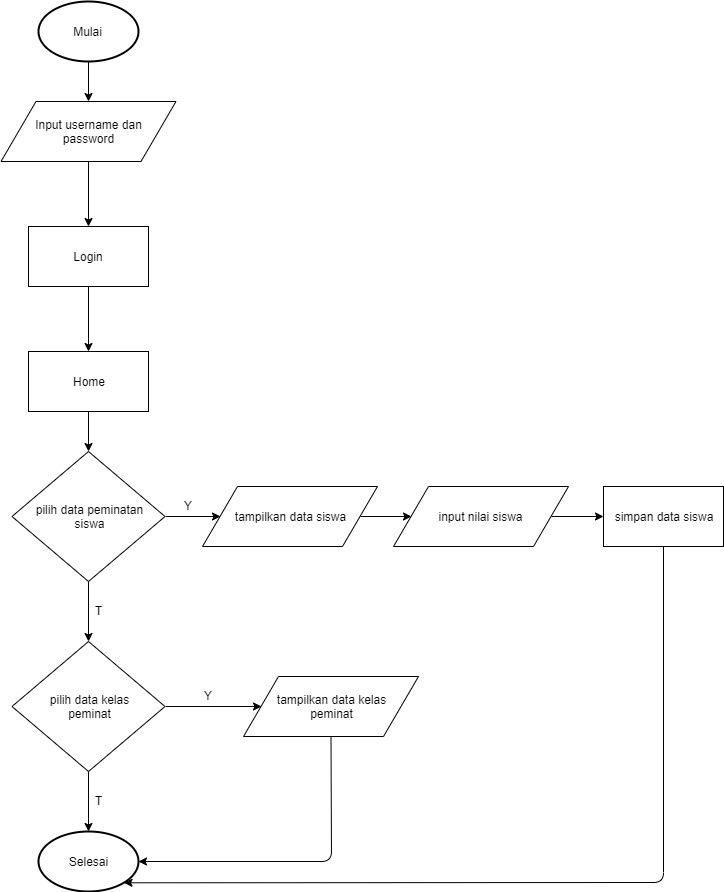 Mulai
Input username dan
password
Login
Home
pilih data peminatan
siswa
Y
tampilkan data siswa
input nilai siswa
simpan data siswa
T
pilih data kelas
peminat
Y
tampilkan data kelas
peminat
T
Selesai